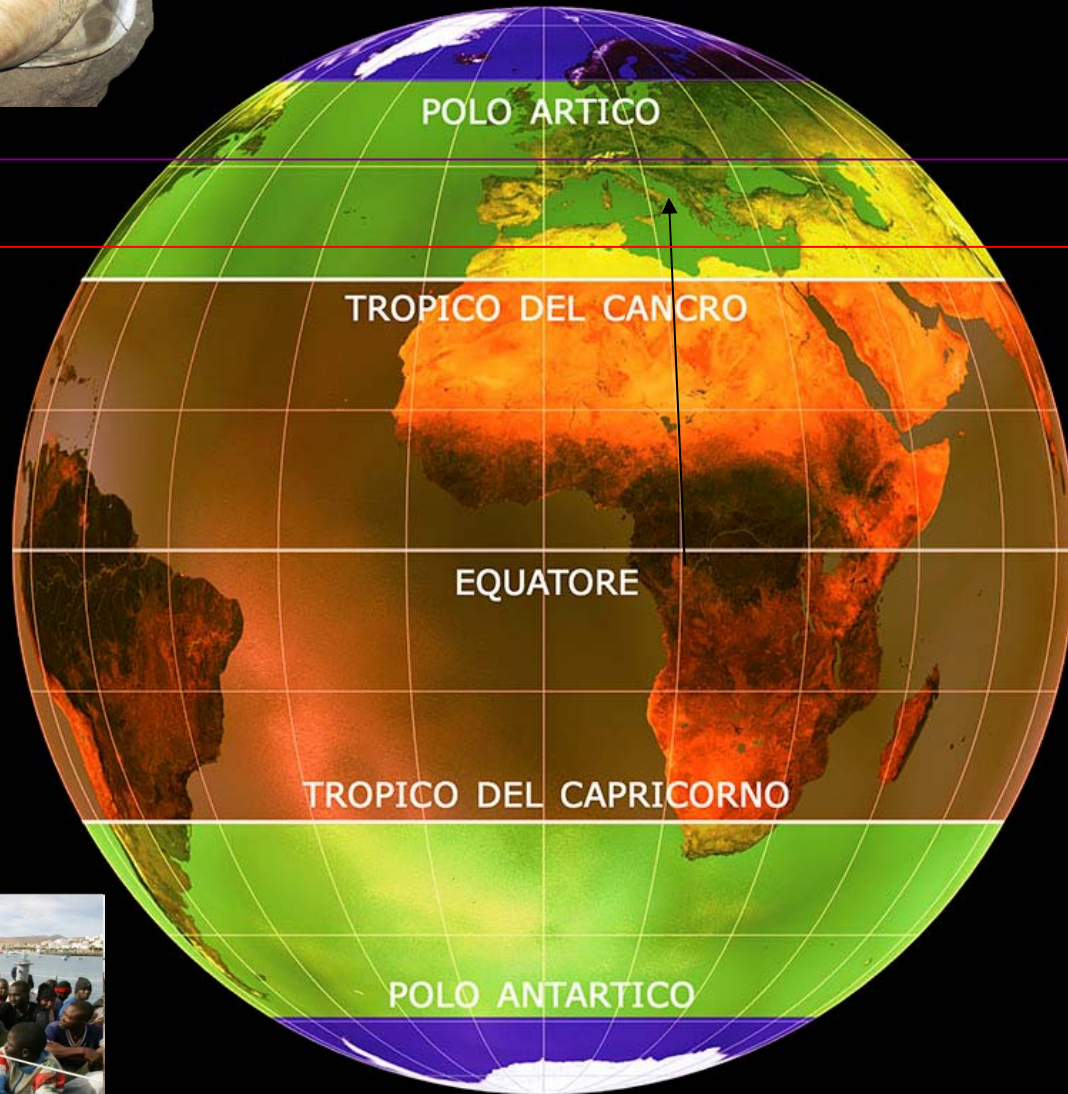 POLO ARTICO
TROPICO DEL CANCRO
EQUATORE
TROPICO DEL CAPRICORNO
POLO ANTARTICO